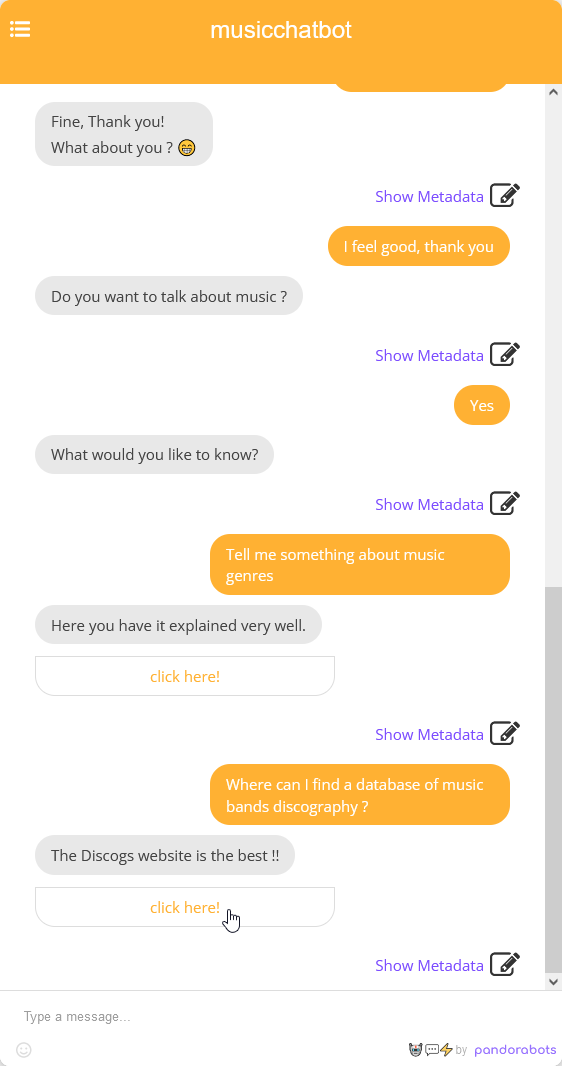 musicchatbot
Fine, Thank you!
What about you ? 😁
Show Metadata
I feel good, thank you
Do you want to talk about music ?
Show Metadata
Yes
What would you like to know?
Show Metadata
Tell me something about music
genres
Here you have it explained very well.
click here!
Show Metadata
Where can I find a database of music
bands discography ?
The Discogs website is the best !!
click here!
Show Metadata
Type a message...
by pandorabots